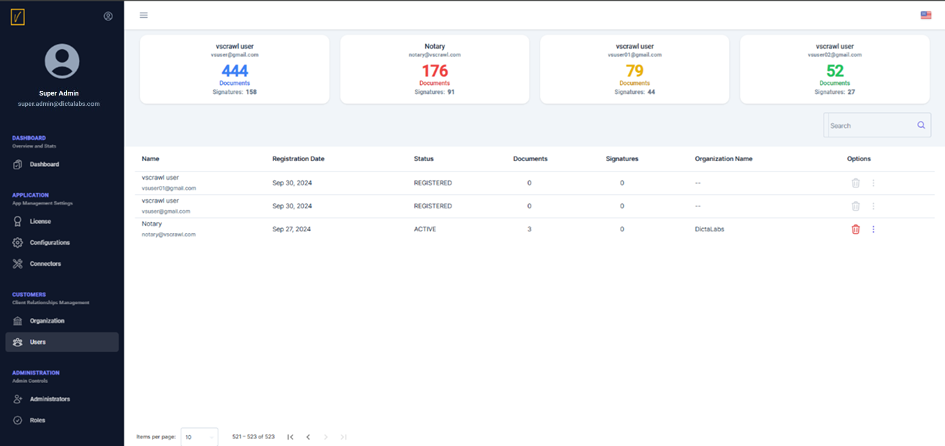 Super Admin
super.admin@dictalabs.com
DASHBOARD
Overview and Stats
Dashboard
APPLICATION
App Management Settings
License
Configurations
Connectors
CUSTOMERS
Client Relationships Management
Organization
Users
ADMINISTRATION
Admin Controls
Administrators
Roles
vscrawl user
vsuser@gmail.com
444
Documents
Signatures: 158
Notary
notary@vscrawl.com
176
Documents
Signatures: 91
vscrawl user
vsuser01@gmail.com
79
Documents
Signatures: 44
vscrawl user
vsuser02@gmail.com
52
Documents
Signatures: 27
Search
Name Registration Date Status Documents Signatures Organization Name Options
vscrawl user
vsuser01@gmail.com
Sep 30, 2024 REGISTERED 0 0 --
vscrawl user
vsuser@gmail.com
Sep 30, 2024 REGISTERED 0 0 --
Notary
notary@vscrawl.com
Sep 27, 2024 ACTIVE 3 0 DictaLabs
Items per page: 10 521 – 523 of 523